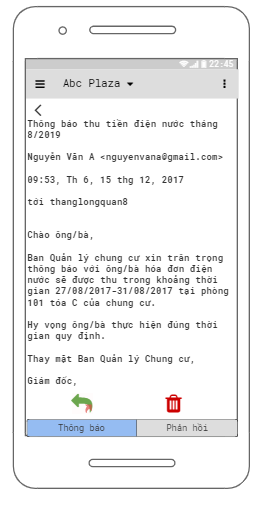 22:45
Abc Plaza
Thông báo thu tiền điện nước tháng
8/2019
Nguyễn Văn A <nguyenvana@gmail.com>
09:53, Th 6, 15 thg 12, 2017
tới thanglongquan8
Chào ông/bà,
Ban Quản lý chung cư xin trân trọng
thông báo với ông/bà hóa đơn điện
nước sẽ được thu trong khoảng thời
gian 27/08/2017-31/08/2017 tại phòng
101 tóa C của chung cư.
Hy vọng ông/bà thực hiện đúng thời
gian quy định.
Thay mặt Ban Quản lý Chung cư,
Giám đốc,
Thông báo
Phản hồi